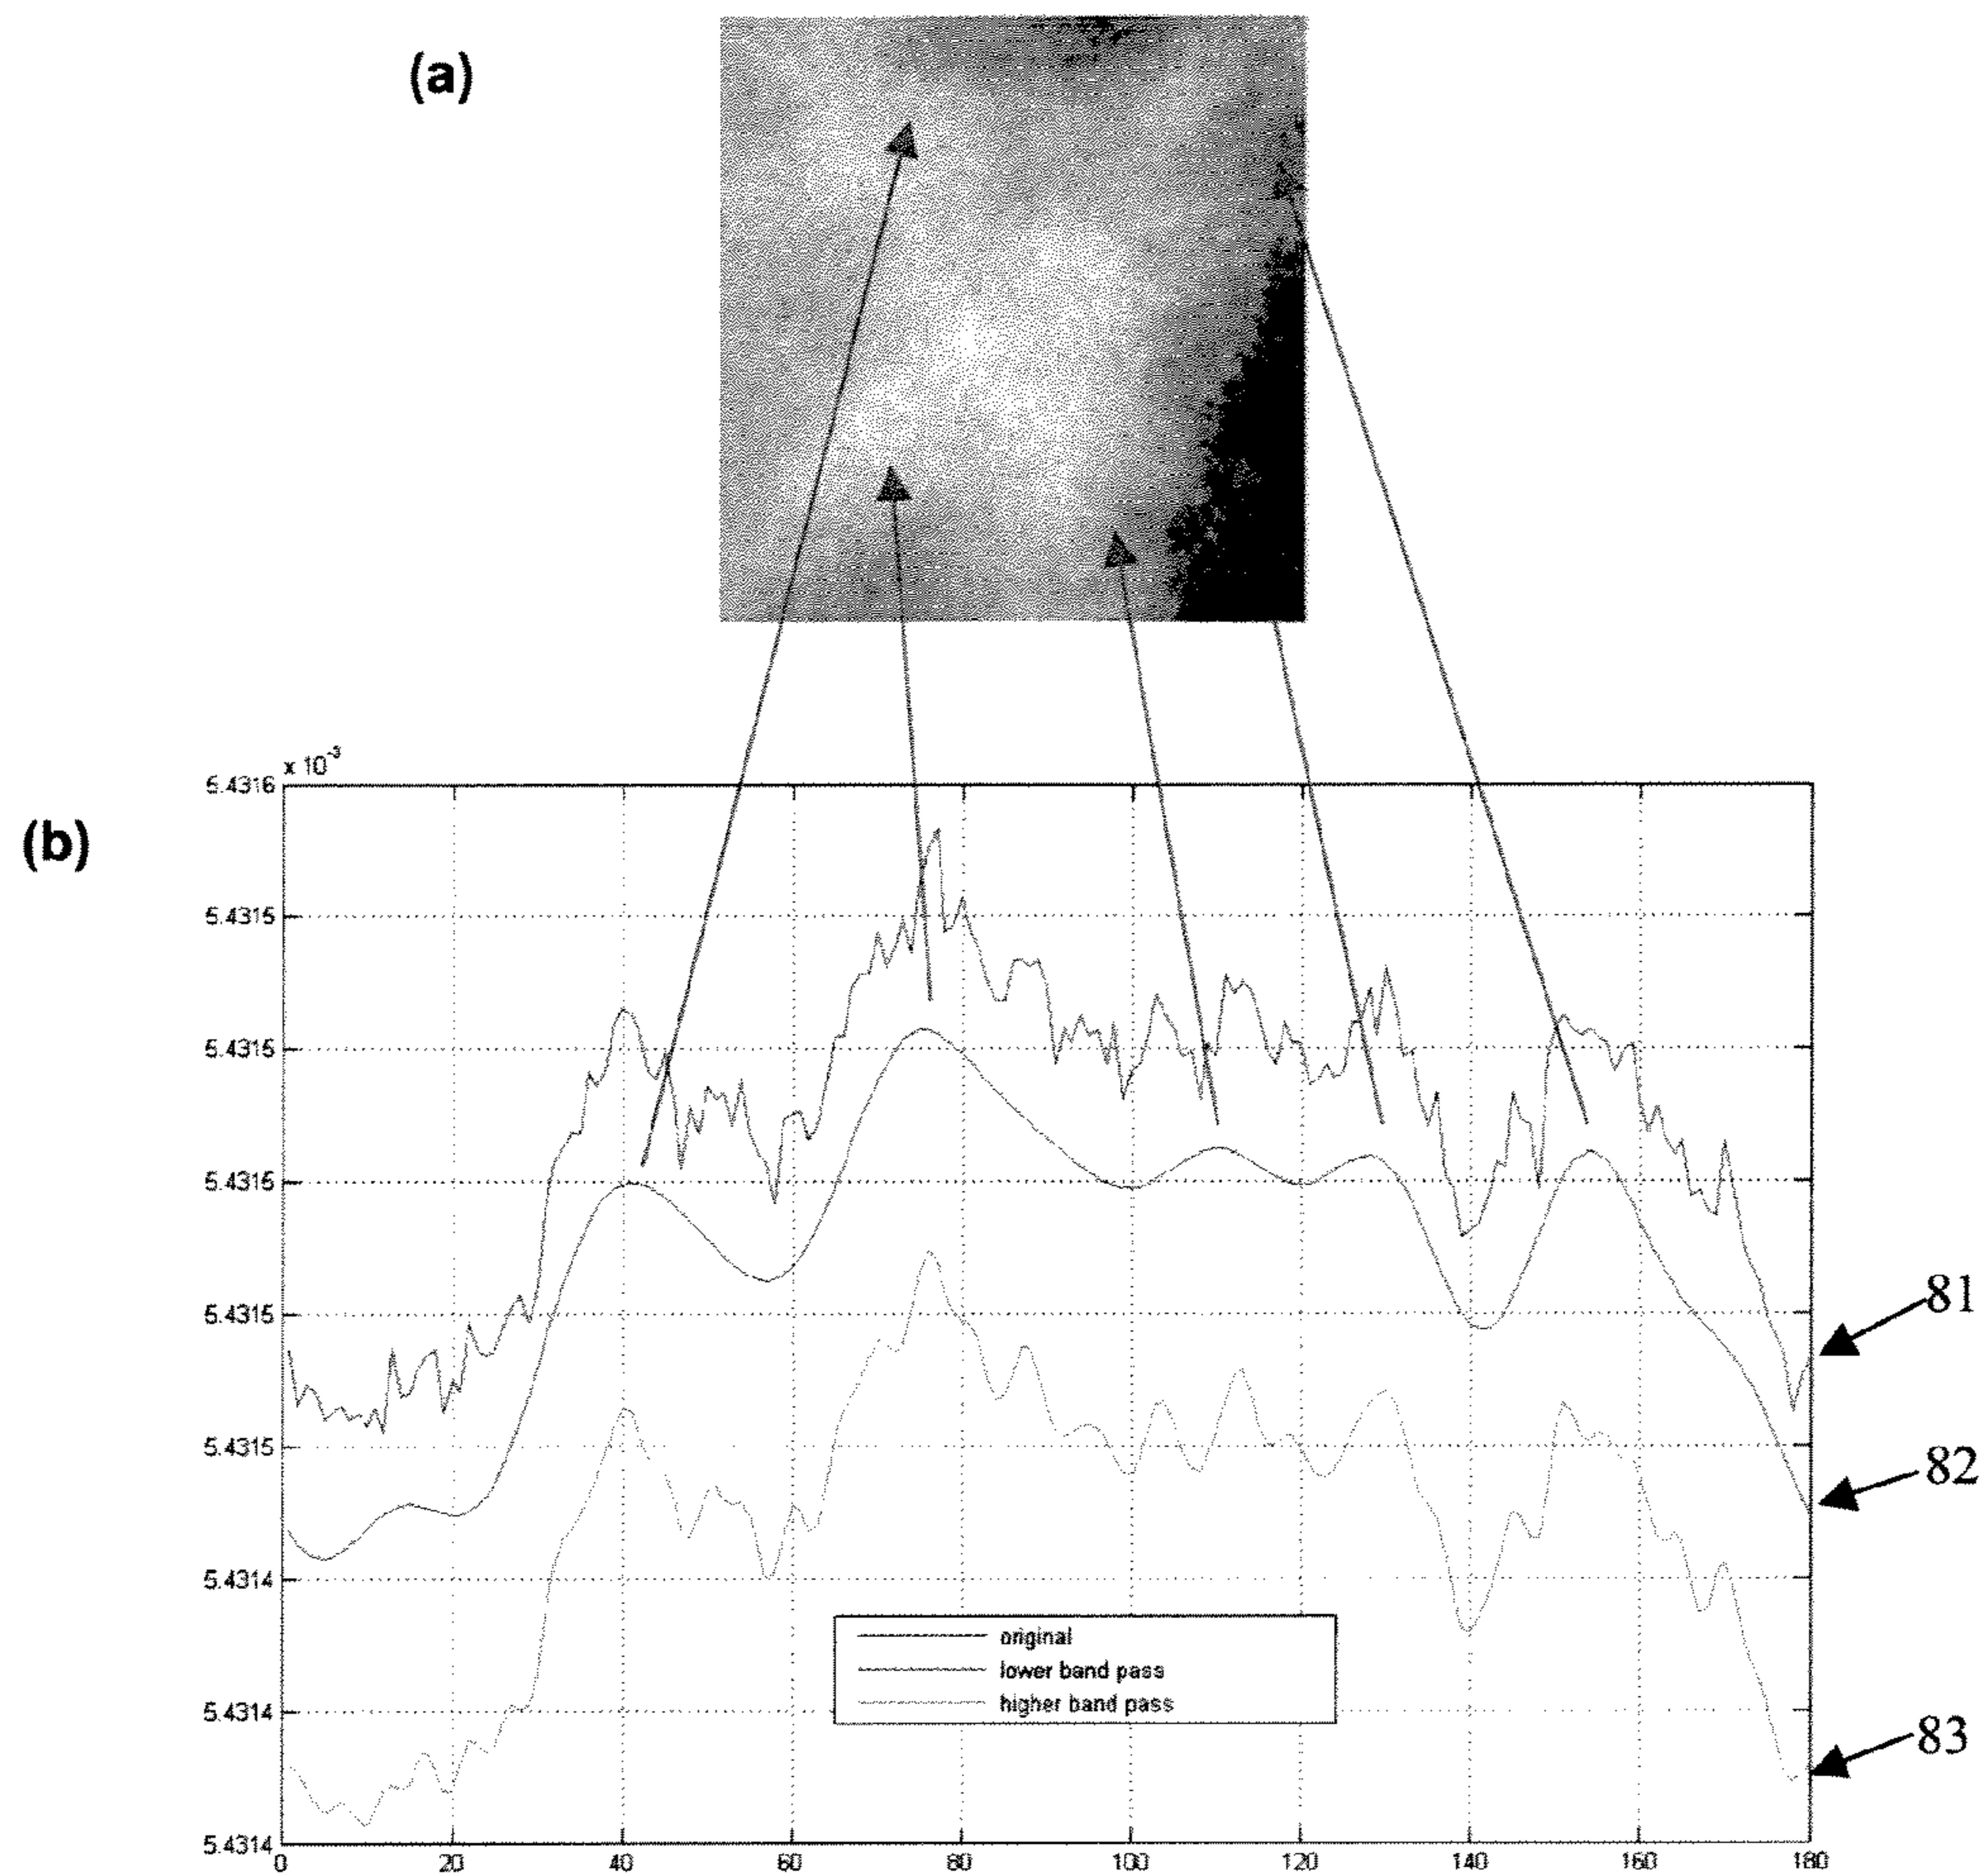 (a)
(b)
x 10^-3
5.4316
5.4315
5.4315
5.4315
5.4315
5.4315
5.4314
5.4314
5.4314
original
lower band pass
higher band pass
81
82
83
0 20 40 60 80 100 120 140 160 180